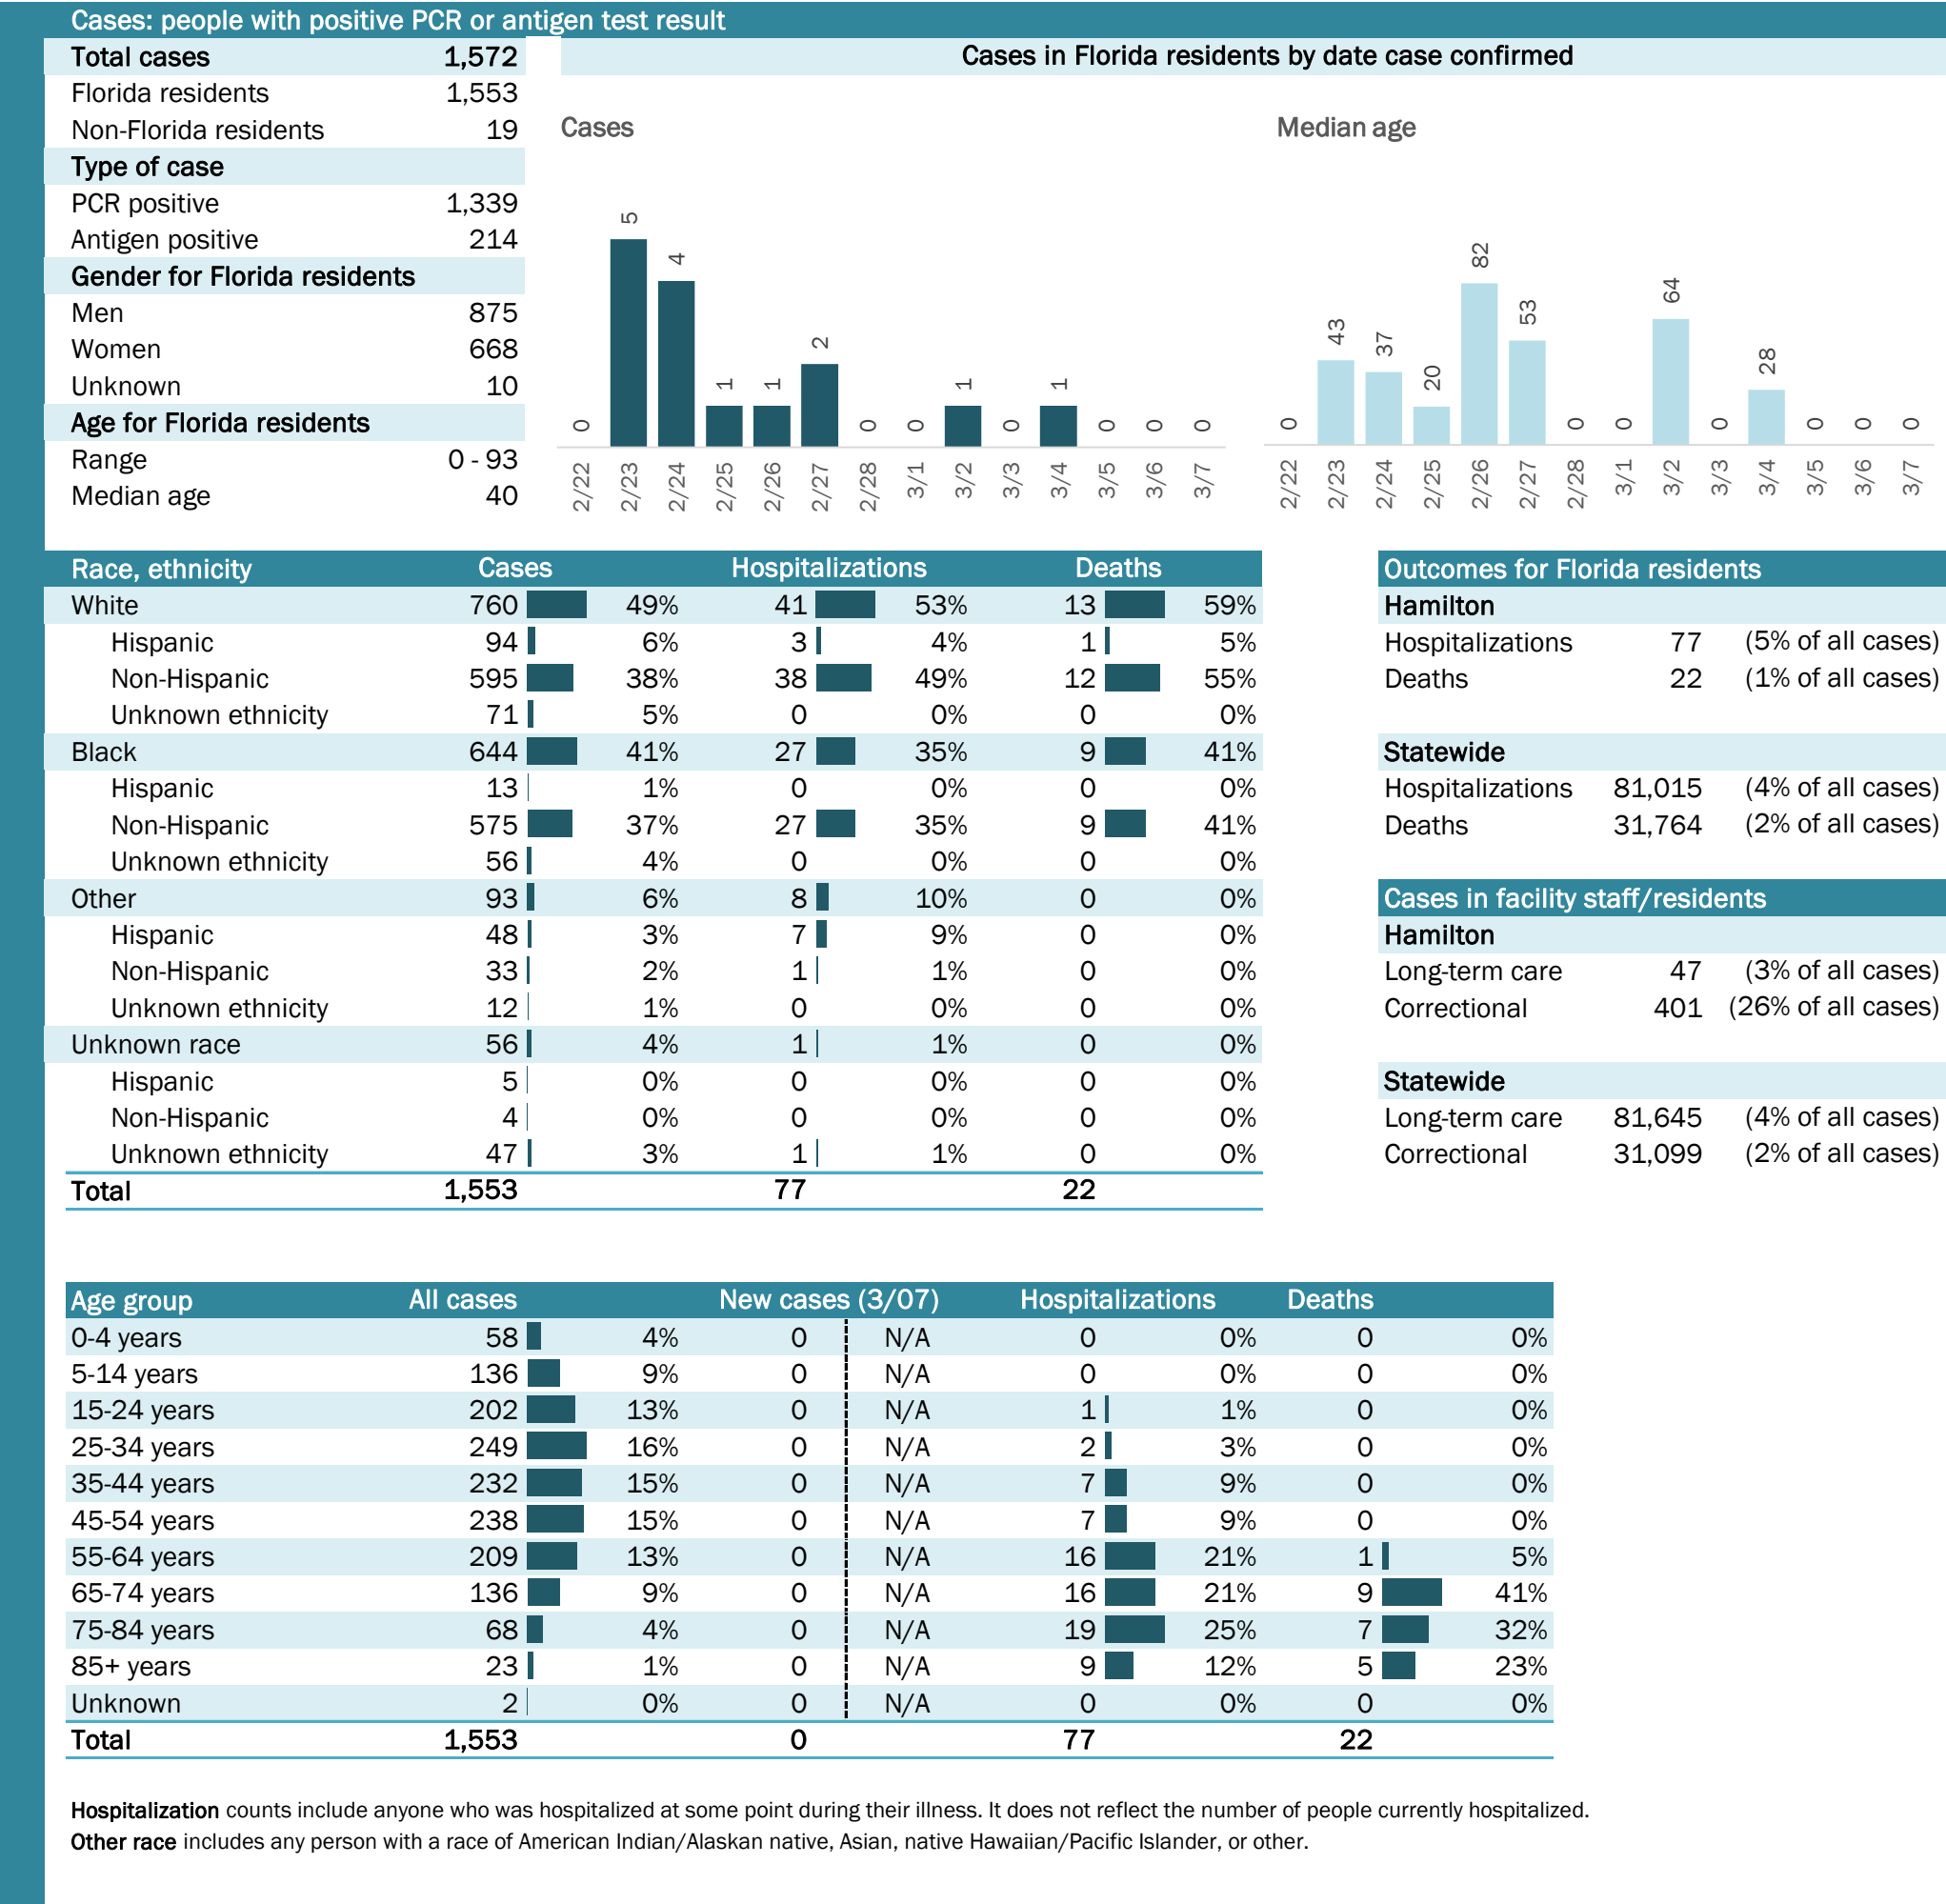 Cases: people with positive PCR or antigen test result
Total cases 1,572
Florida residents 1,553
Non-Florida residents 19
Type of case
PCR positive 1,339
Antigen positive 214
Gender for Florida residents
Men 875
Women 668
Unknown 10
Age for Florida residents
Range 0 - 93
Median age 40
Cases in Florida residents by date case confirmed
Cases
0 5 4 1 1 2 0 0 1 0 1 0 0 0
2/22 2/23 2/24 2/25 2/26 2/27 2/28 3/1 3/2 3/3 3/4 3/5 3/6 3/7
Median age
0 43 37 20 82 53 0 0 64 0 28 0 0 0
2/22 2/23 2/24 2/25 2/26 2/27 2/28 3/1 3/2 3/3 3/4 3/5 3/6 3/7
Race, ethnicity Cases Hospitalizations Deaths
White 760 49% 41 53% 13 59%
Hispanic 94 6% 3 4% 1 5%
Non-Hispanic 595 38% 38 49% 12 55%
Unknown ethnicity 71 5% 0 0% 0 0%
Black 644 41% 27 35% 9 41%
Hispanic 13 1% 0 0% 0 0%
Non-Hispanic 575 37% 27 35% 9 41%
Unknown ethnicity 56 4% 0 0% 0 0%
Other 93 6% 8 10% 0 0%
Hispanic 48 3% 7 9% 0 0%
Non-Hispanic 33 2% 1 1% 0 0%
Unknown ethnicity 12 1% 0 0% 0 0%
Unknown race 56 4% 1 1% 0 0%
Hispanic 5 0% 0 0% 0 0%
Non-Hispanic 4 0% 0 0% 0 0%
Unknown ethnicity 47 3% 1 1% 0 0%
Total 1,553 77 22
Outcomes for Florida residents
Hamilton
Hospitalizations 77 (5% of all cases)
Deaths 22 (1% of all cases)
Statewide
Hospitalizations 81,015 (4% of all cases)
Deaths 31,764 (2% of all cases)
Cases in facility staff/residents
Hamilton
Long-term care 47 (3% of all cases)
Correctional 401 (26% of all cases)
Statewide
Long-term care 81,645 (4% of all cases)
Correctional 31,099 (2% of all cases)
Age group All cases New cases (3/07) Hospitalizations Deaths
0-4 years 58 4% 0 N/A 0 0% 0 0%
5-14 years 136 9% 0 N/A 0 0% 0 0%
15-24 years 202 13% 0 N/A 1 1% 0 0%
25-34 years 249 16% 0 N/A 2 3% 0 0%
35-44 years 232 15% 0 N/A 7 9% 0 0%
45-54 years 238 15% 0 N/A 7 9% 0 0%
55-64 years 209 13% 0 N/A 16 21% 1 5%
65-74 years 136 9% 0 N/A 16 21% 9 41%
75-84 years 68 4% 0 N/A 19 25% 7 32%
85+ years 23 1% 0 N/A 9 12% 5 23%
Unknown 2 0% 0 N/A 0 0% 0 0%
Total 1,553 0 77 22
Hospitalization counts include anyone who was hospitalized at some point during their illness. It does not reflect the number of people currently hospitalized.
Other race includes any person with a race of American Indian/Alaskan native, Asian, native Hawaiian/Pacific Islander, or other.